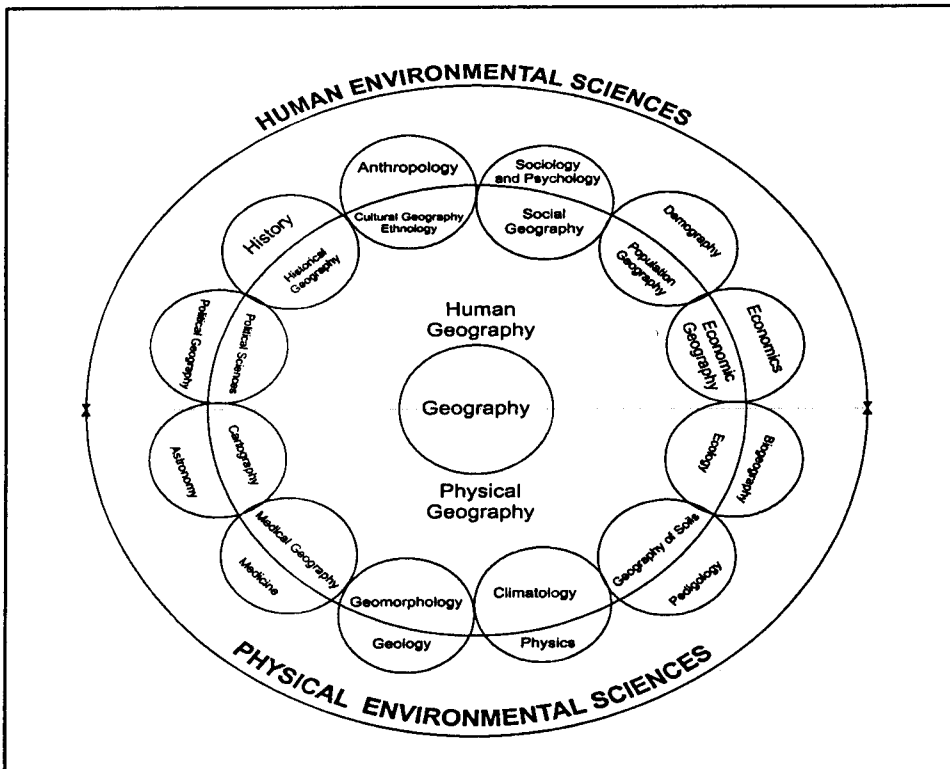 HUMAN ENVIRONMENTAL SCIENCES
Anthropology
Cultural Geography
Ethnology
Sociology
and Psychology
Social
Geography
History
Historical
Geography
Demography
Population
Geography
Political Geography
Political Sciences
Economics
Economic
Geography
Human
Geography
Geography
Physical
Geography
Astronomy
Cartography
Ecology
Biogeography
Medical Geography
Medicine
Geography of Soils
Pedigology
Geomorphology
Geology
Climatology
Physics
PHYSICAL ENVIRONMENTAL SCIENCES